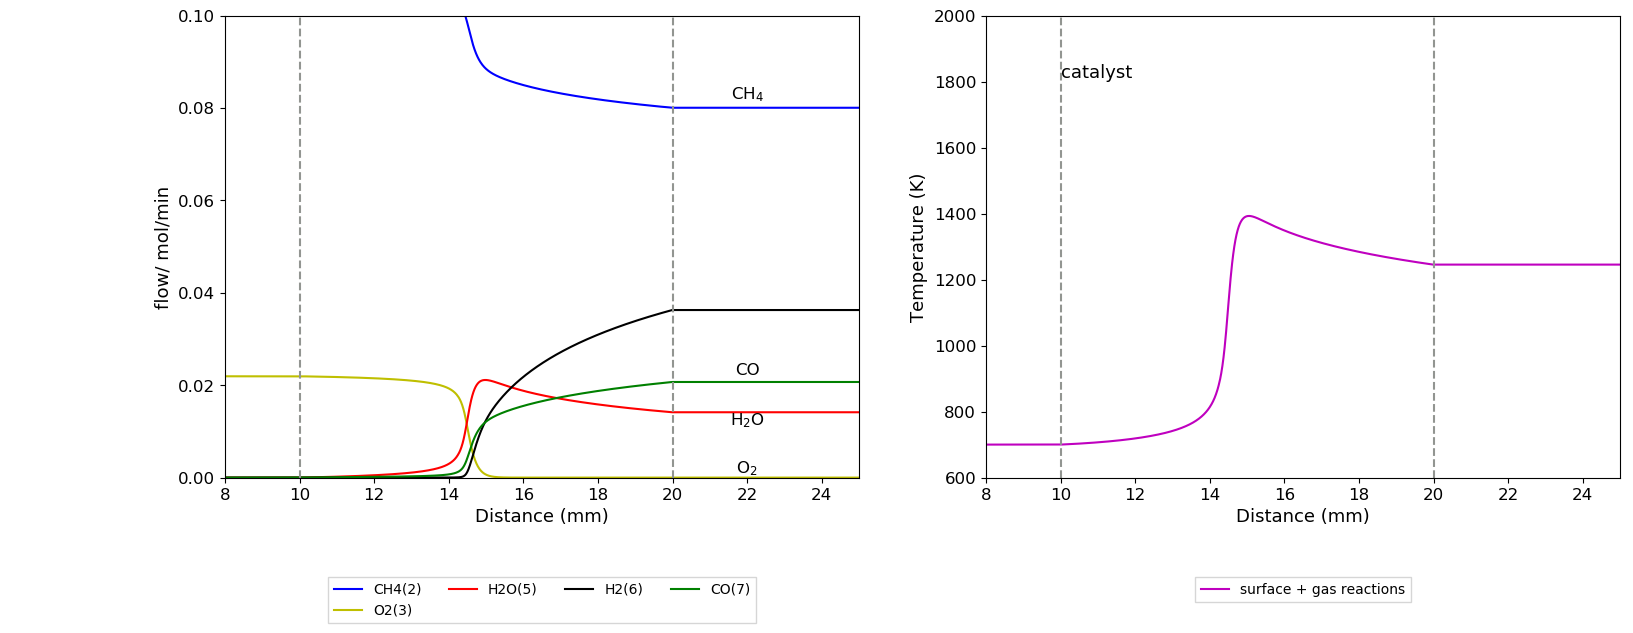 0.10
0.08
0.06
0.04
0.02
0.00
flow/ mol/min
CH₄
CO
H₂O
O₂
8 10 12 14 16 18 20 22 24
Distance (mm)
CH4(2) H2O(5) H2(6) CO(7)
O2(3)
2000
1800
1600
1400
1200
1000
800
600
Temperature (K)
catalyst
8 10 12 14 16 18 20 22 24
Distance (mm)
surface + gas reactions